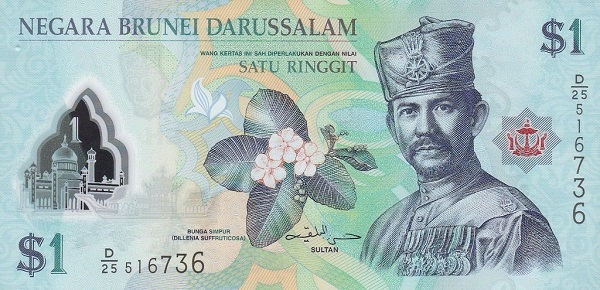 NEGARA BRUNEI DARUSSALAM
$1
WANG KERTAS INI SAH DIPERLAKUKAN DENGAN NILAI
SATU RINGGIT
D/25 516736
1
BUNGA SIMPUR
(DILLENIA SUFFRUTICOSA)
SULTAN
$1
D/25 516736